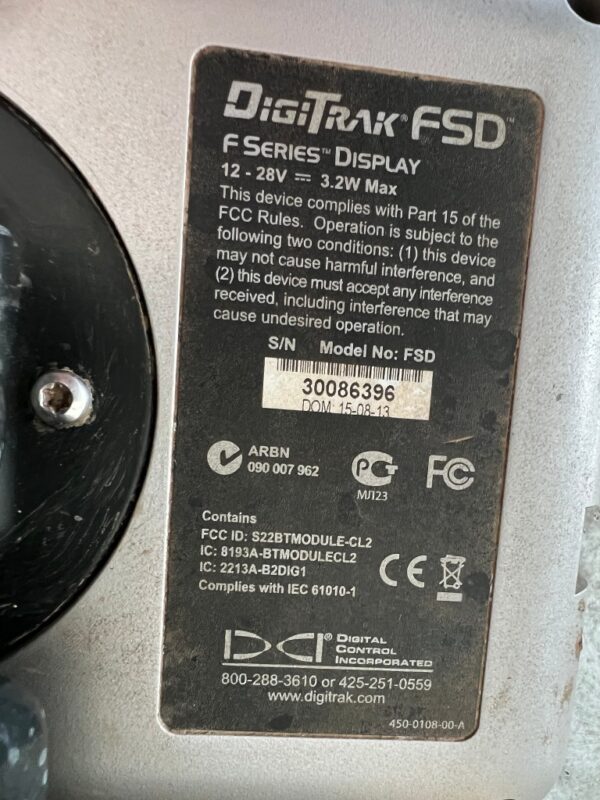 DIGITRAK® FSD™
F SERIES™ DISPLAY
12 - 28V ⎓ 3.2W Max
This device complies with Part 15 of the
FCC Rules. Operation is subject to the
following two conditions: (1) this device
may not cause harmful interference, and
(2) this device must accept any interference
received, including interference that may
cause undesired operation.
S/N Model No: FSD
30086396
DOM: 15-08-13
ARBN
090 007 962
PCT
МЛ123
FC
Contains
FCC ID: S22BTMODULE-CL2
IC: 8193A-BTMODULECL2
IC: 2213A-B2DIG1
Complies with IEC 61010-1
CE
DCI® DIGITAL
CONTROL
INCORPORATED
800-288-3610 or 425-251-0559
www.digitrak.com
450-0108-00-A